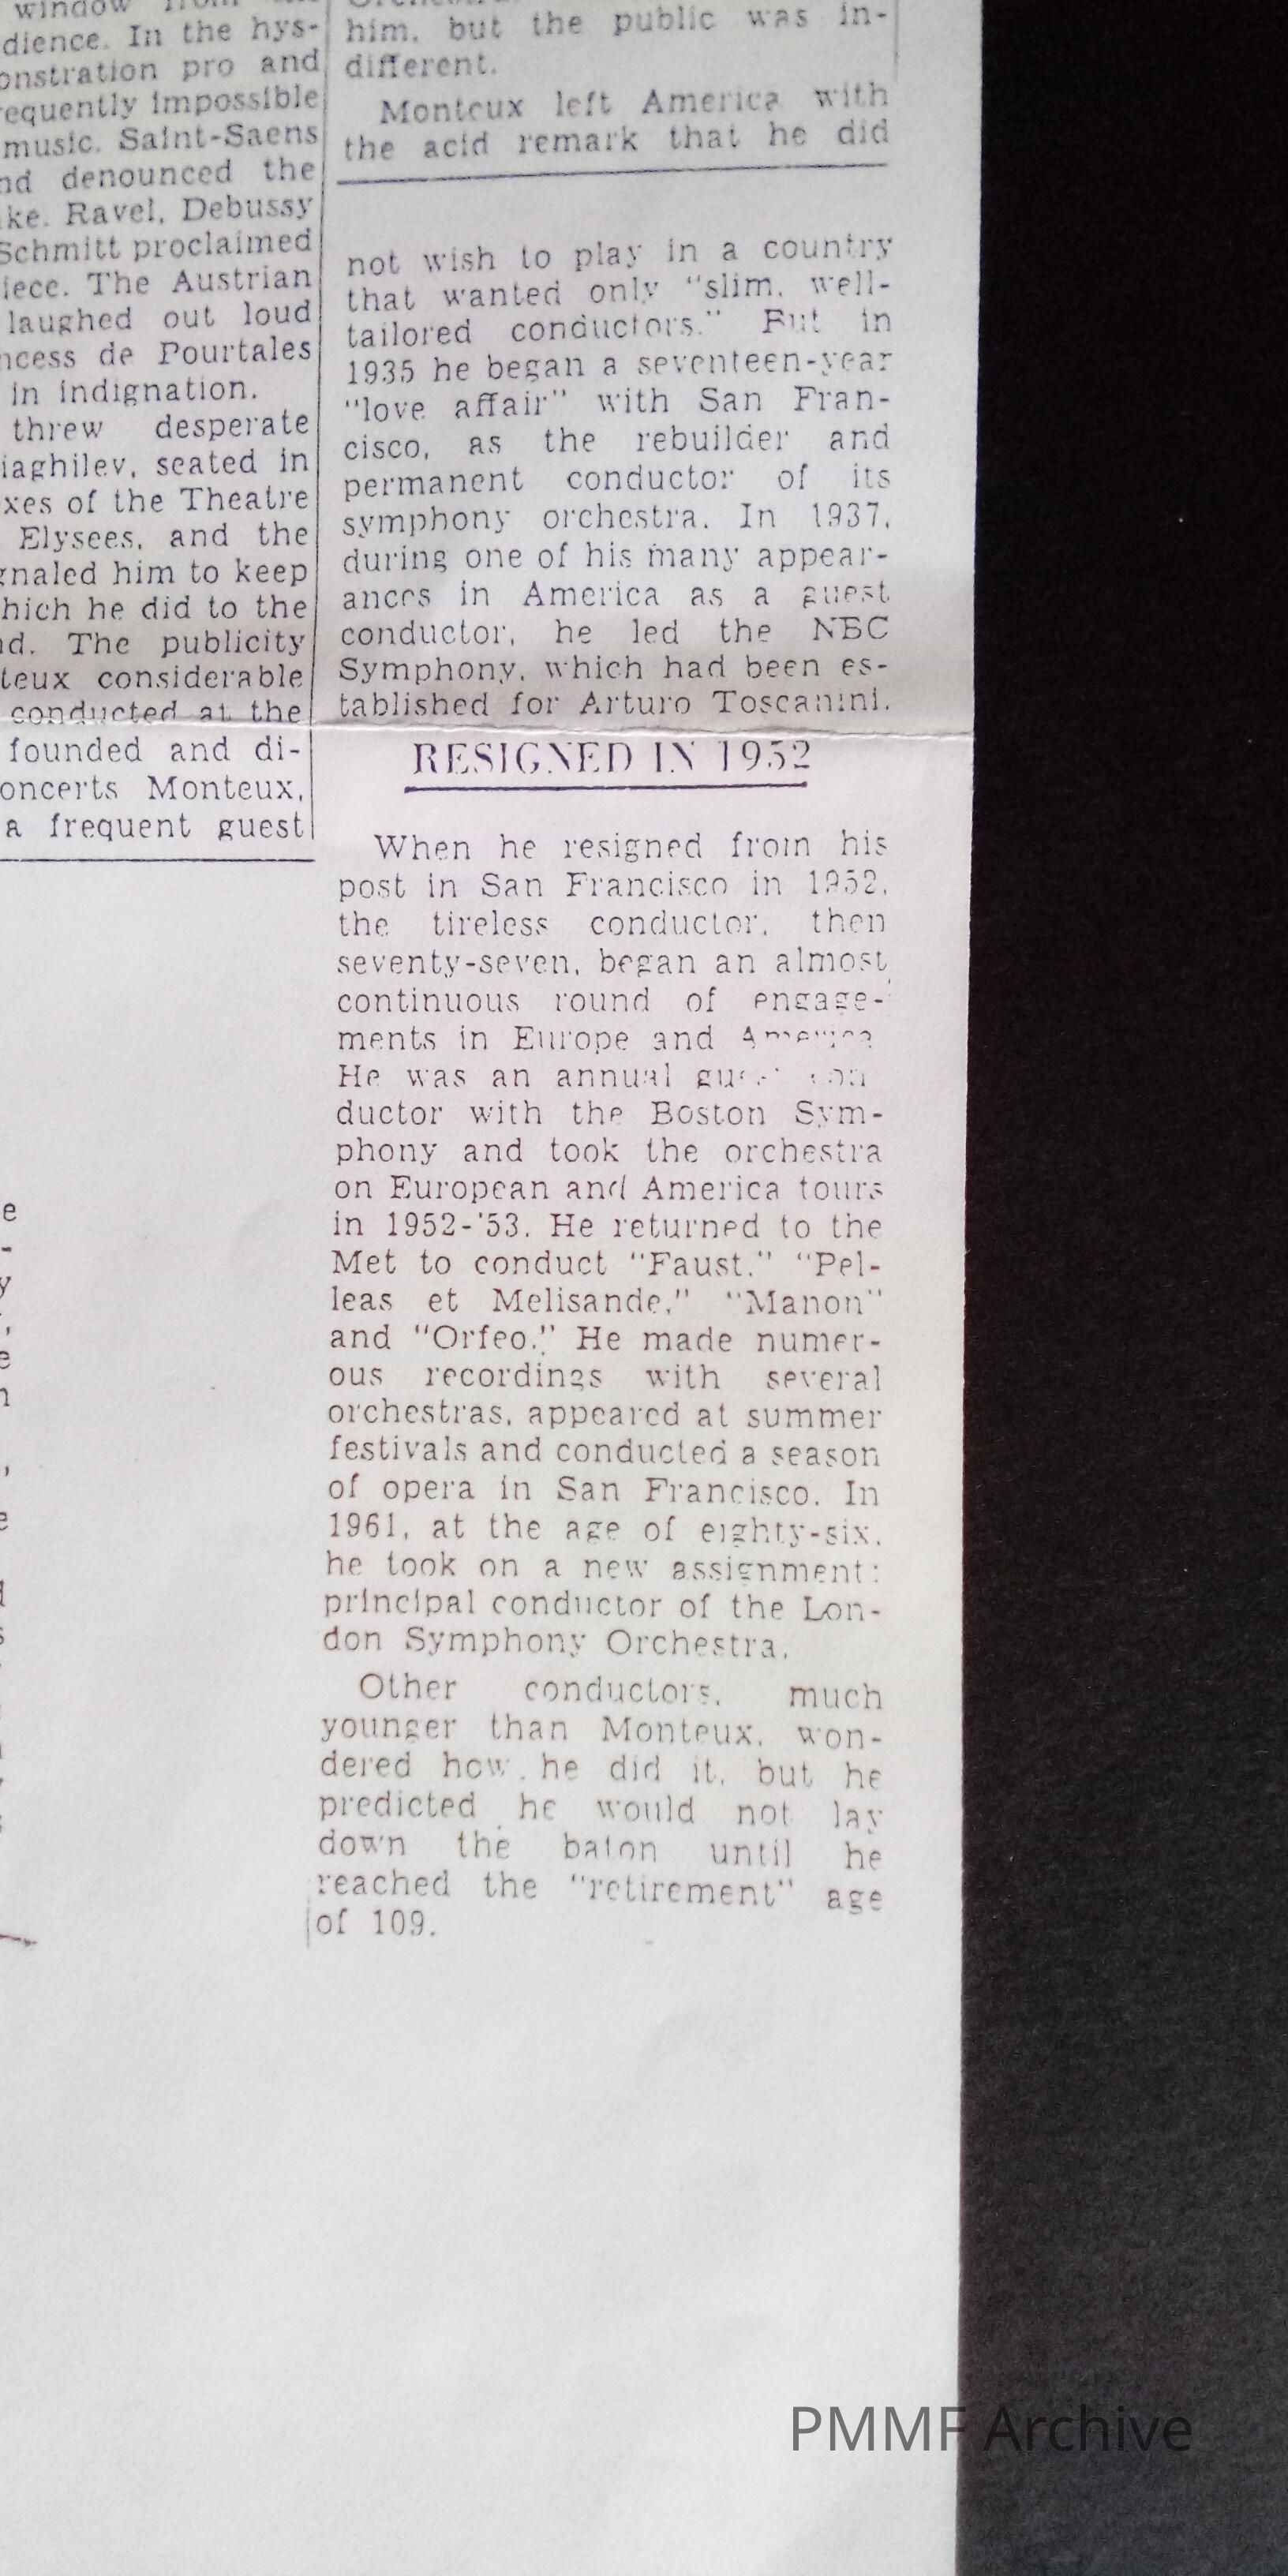 window from
dience. In the hys-
onstration pro and
requently impossible
music. Saint-Saens
nd denounced the
ke. Ravel, Debussy
Schmitt proclaimed
iece. The Austrian
laughed out loud
ncess de Pourtales
in indignation.
threw desperate
iaghilev, seated in
xes of the Theatre
Elysees, and the
gnaled him to keep
hich he did to the
nd. The publicity
teux considerable
conducted at the
founded and di-
oncerts Monteux,
a frequent guest
him, but the public was in-
different.
Monteux left America with
the acid remark that he did
not wish to play in a country
that wanted only "slim, well-
tailored conductors." But in
1935 he began a seventeen-year
"love affair" with San Fran-
cisco, as the rebuilder and
permanent conductor of its
symphony orchestra. In 1937,
during one of his many appear-
ances in America as a guest
conductor, he led the NBC
Symphony, which had been es-
tablished for Arturo Toscanini.
RESIGNED IN 1952
When he resigned from his
post in San Francisco in 1952,
the tireless conductor, then
seventy-seven, began an almost
continuous round of engage-
ments in Europe and America
He was an annual guest con
ductor with the Boston Sym-
phony and took the orchestra
on European and America tours
in 1952-'53. He returned to the
Met to conduct "Faust," "Pel-
leas et Melisande," "Manon"
and "Orfeo." He made numer-
ous recordings with several
orchestras, appeared at summer
festivals and conducted a season
of opera in San Francisco. In
1961, at the age of eighty-six,
he took on a new assignment:
principal conductor of the Lon-
don Symphony Orchestra.
Other conductors, much
younger than Monteux, won-
dered how he did it, but he
predicted he would not lay
down the baton until he
reached the "retirement" age
of 109.
PMMF Archive